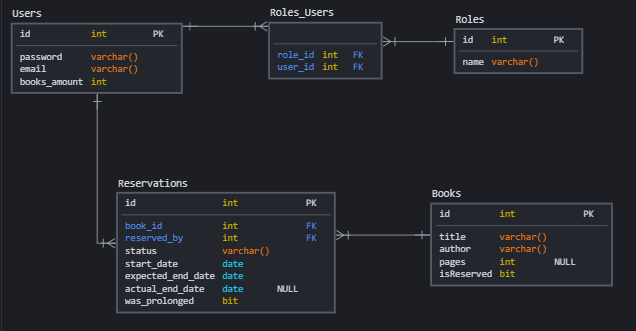 Users
id int PK
password varchar()
email varchar()
books_amount int
Roles_Users
role_id int FK
user_id int FK
Roles
id int PK
name varchar()
Reservations
id int PK
book_id int FK
reserved_by int FK
status varchar()
start_date date
expected_end_date date
actual_end_date date NULL
was_prolonged bit
Books
id int PK
title varchar()
author varchar()
pages int NULL
isReserved bit